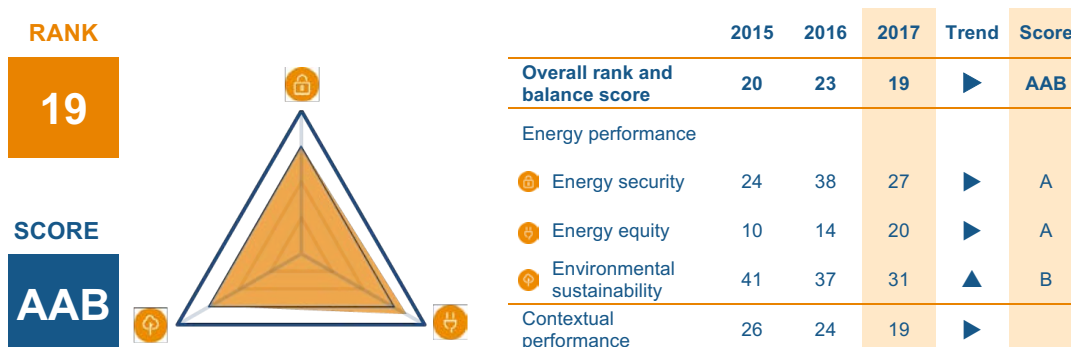 RANK
19
SCORE
AAB
2015 2016 2017 Trend Score
Overall rank and
balance score 20 23 19 AAB
Energy performance
Energy security 24 38 27 A
Energy equity 10 14 20 A
Environmental
sustainability 41 37 31 B
Contextual
performance 26 24 19